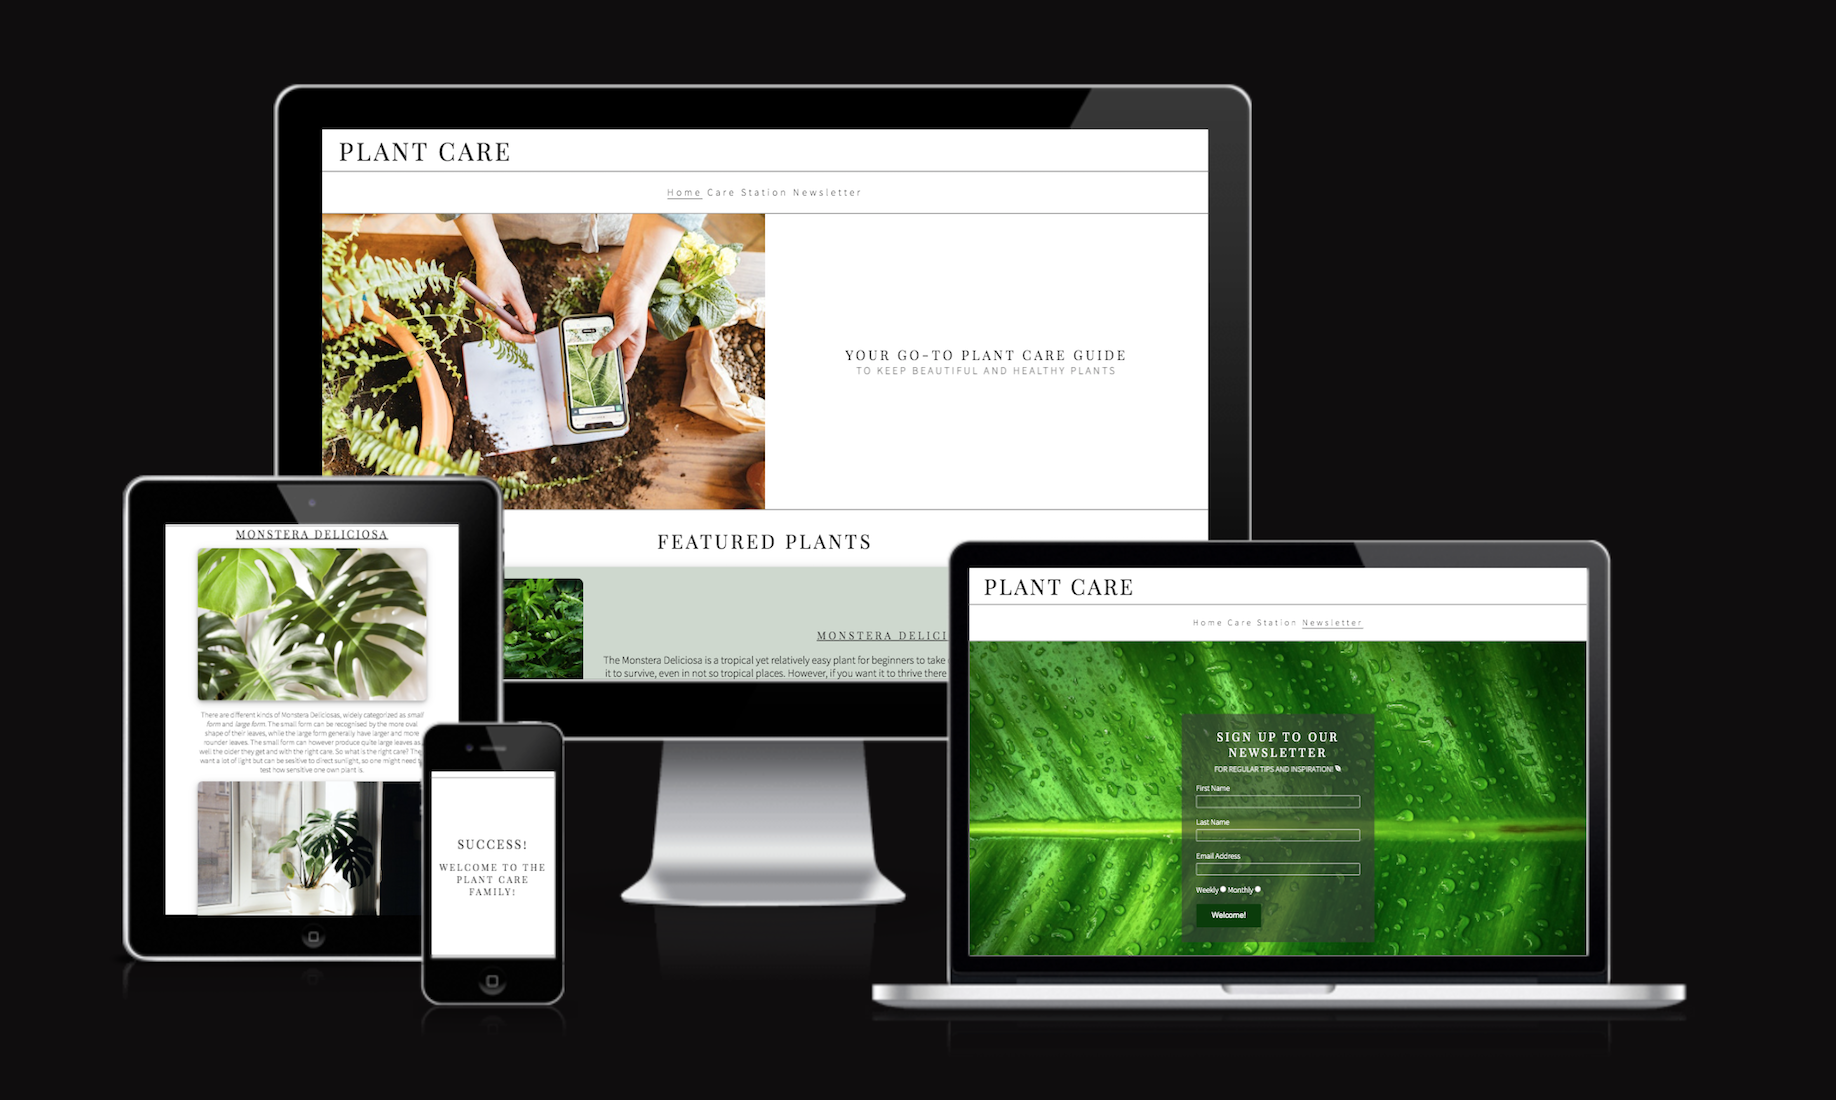 PLANT CARE
Home Care Station Newsletter
YOUR GO-TO PLANT CARE GUIDE
TO KEEP BEAUTIFUL AND HEALTHY PLANTS
FEATURED PLANTS
MONSTERA DELICI
The Monstera Deliciosa is a tropical yet relatively easy plant for beginners to take
it to survive, even in not so tropical places. However, if you want it to thrive there
MONSTERA DELICIOSA
There are different kinds of Monstera Deliciosas, widely categorized as small
form and large form. The small form can be recognised by the more oval
shape of their leaves, while the large form generally have larger and more
rounder leaves. The small form can however produce quite large leaves as
well the older they get and with the right care. So what is the right care? The
want a lot of light but can be sesitive to direct sunlight, so one might need
test how sensitive one own plant is.
SUCCESS!
WELCOME TO THE
PLANT CARE
FAMILY!
PLANT CARE
Home Care Station Newsletter
SIGN UP TO OUR
NEWSLETTER
FOR REGULAR TIPS AND INSPIRATION!
First Name
Last Name
Email Address
Weekly Monthly
Welcome!